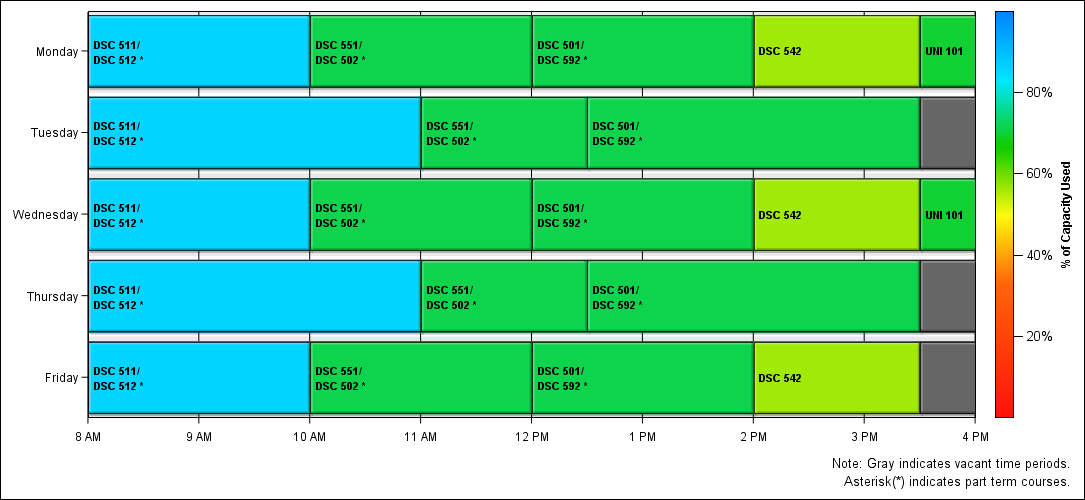 Monday
DSC 511/
DSC 512 *
DSC 551/
DSC 502 *
DSC 501/
DSC 592 *
DSC 542
UNI 101
Tuesday
DSC 511/
DSC 512 *
DSC 551/
DSC 502 *
DSC 501/
DSC 592 *
Wednesday
DSC 511/
DSC 512 *
DSC 551/
DSC 502 *
DSC 501/
DSC 592 *
DSC 542
UNI 101
Thursday
DSC 511/
DSC 512 *
DSC 551/
DSC 502 *
DSC 501/
DSC 592 *
Friday
DSC 511/
DSC 512 *
DSC 551/
DSC 502 *
DSC 501/
DSC 592 *
DSC 542
8 AM 9 AM 10 AM 11 AM 12 PM 1 PM 2 PM 3 PM 4 PM
80%
60%
40%
20%
% of Capacity Used
Note: Gray indicates vacant time periods.
Asterisk(*) indicates part term courses.